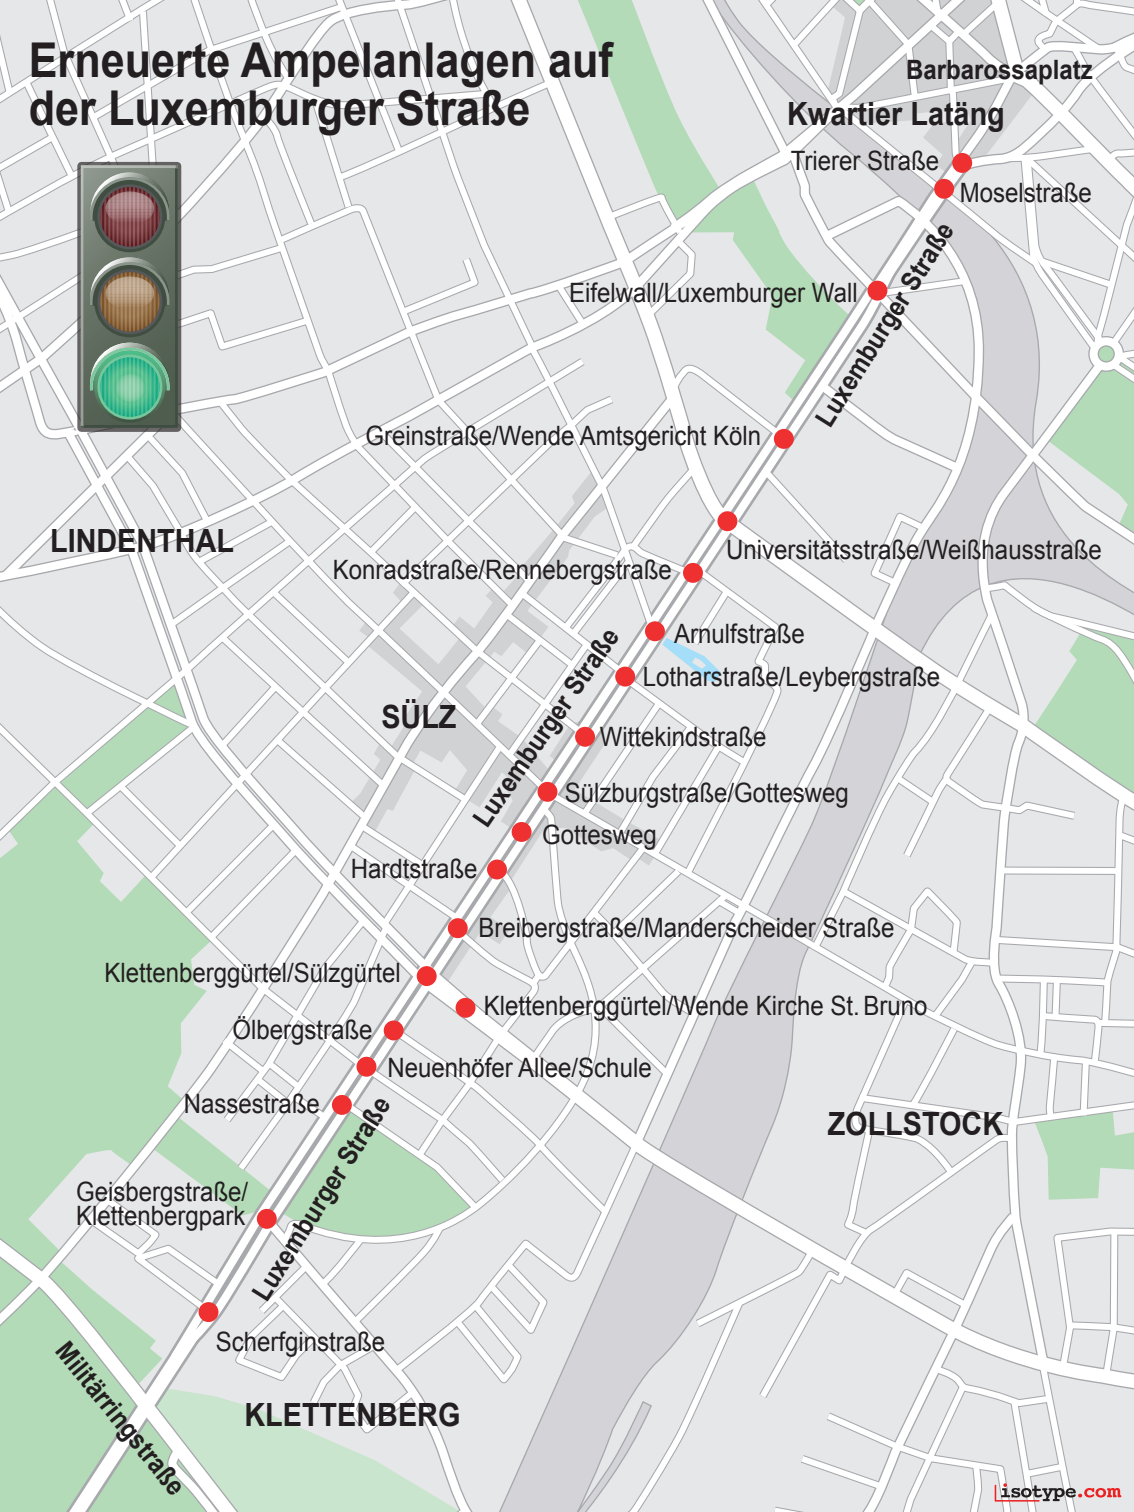 Erneuerte Ampelanlagen auf
der Luxemburger Straße
Barbarossaplatz
Kwartier Latäng
Trierer Straße
Moselstraße
Luxemburger Straße
Eifelwall/Luxemburger Wall
Greinstraße/Wende Amtsgericht Köln
LINDENTHAL
Universitätsstraße/Weißhausstraße
Konradstraße/Rennebergstraße
Arnulfstraße
Luxemburger Straße
Lotharstraße/Leybergstraße
SÜLZ
Wittekindstraße
Sülzburgstraße/Gottesweg
Gottesweg
Hardtstraße
Breibergstraße/Manderscheider Straße
Klettenberggürtel/Sülzgürtel
Klettenberggürtel/Wende Kirche St. Bruno
Ölbergstraße
Neuenhöfer Allee/Schule
Nassestraße
Luxemburger Straße
ZOLLSTOCK
Geisbergstraße/
Klettenbergpark
Scherfginstraße
Militärringstraße
KLETTENBERG
isotype.com